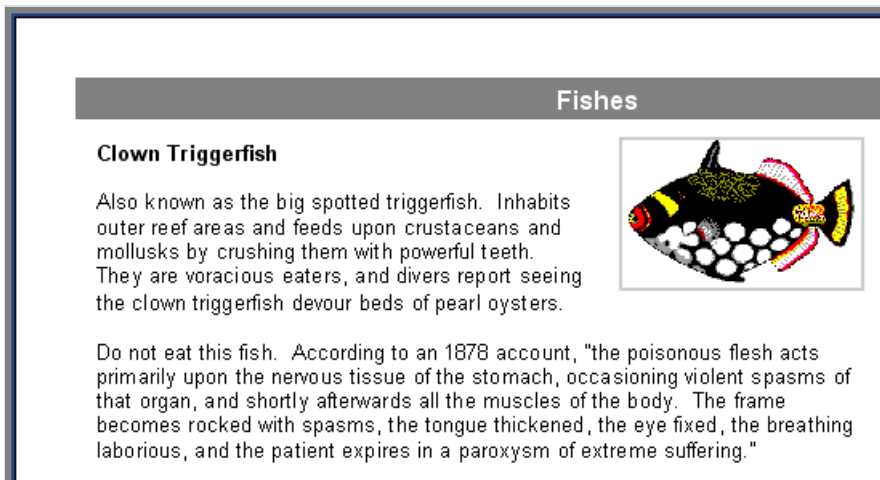 Fishes
Clown Triggerfish
Also known as the big spotted triggerfish.  Inhabits
outer reef areas and feeds upon crustaceans and
mollusks by crushing them with powerful teeth.
They are voracious eaters, and divers report seeing
the clown triggerfish devour beds of pearl oysters.
Do not eat this fish.  According to an 1878 account, "the poisonous flesh acts
primarily upon the nervous tissue of the stomach, occasioning violent spasms of
that organ, and shortly afterwards all the muscles of the body.  The frame
becomes rocked with spasms, the tongue thickened, the eye fixed, the breathing
laborious, and the patient expires in a paroxysm of extreme suffering."